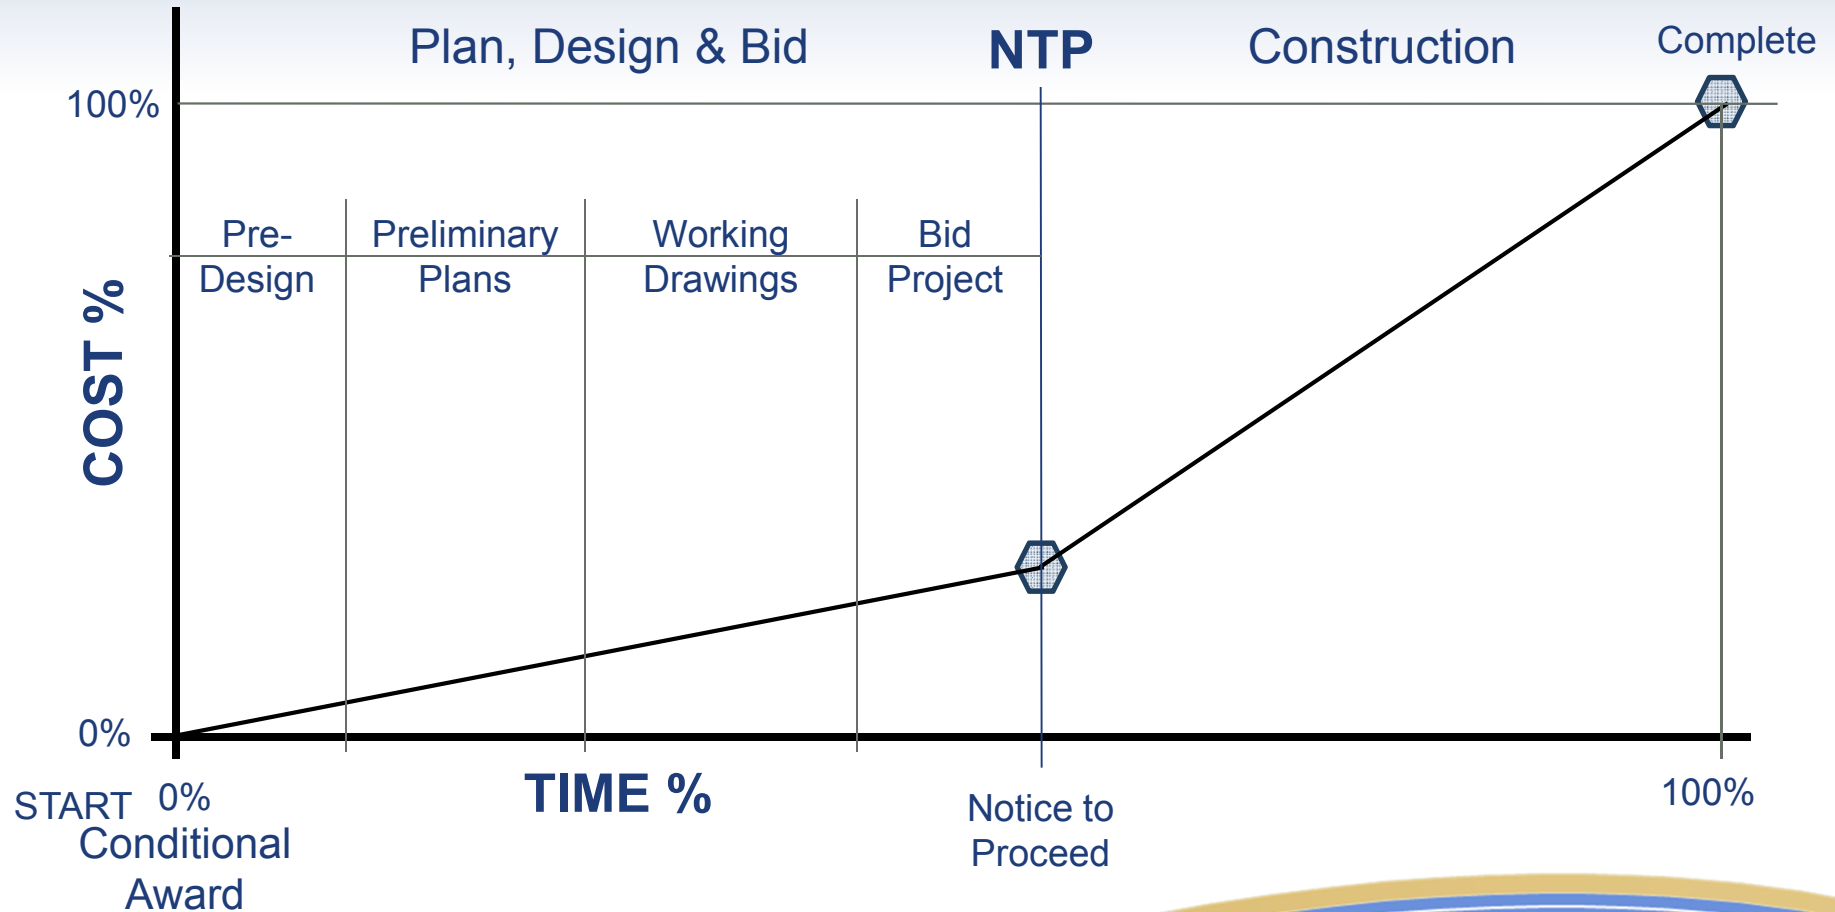 Plan, Design & Bid
NTP
Construction
Complete
100%
Pre-
Design
Preliminary
Plans
Working
Drawings
Bid
Project
COST %
0%
START
0%
Conditional
Award
TIME %
Notice to
Proceed
100%